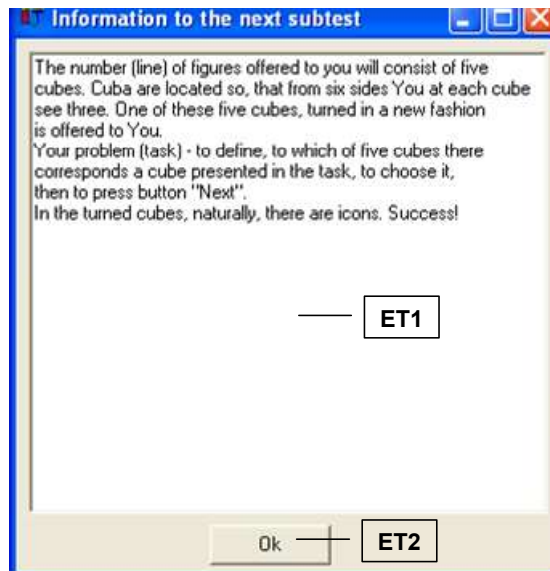 Information to the next subtest
The number (line) of figures offered to you will consist of five
cubes. Cuba are located so, that from six sides You at each cube
see three. One of these five cubes, turned in a new fashion
is offered to You.
Your problem (task) - to define, to which of five cubes there
corresponds a cube presented in the task, to choose it,
then to press button "Next".
In the turned cubes, naturally, there are icons. Success!
ET1
Ok
ET2